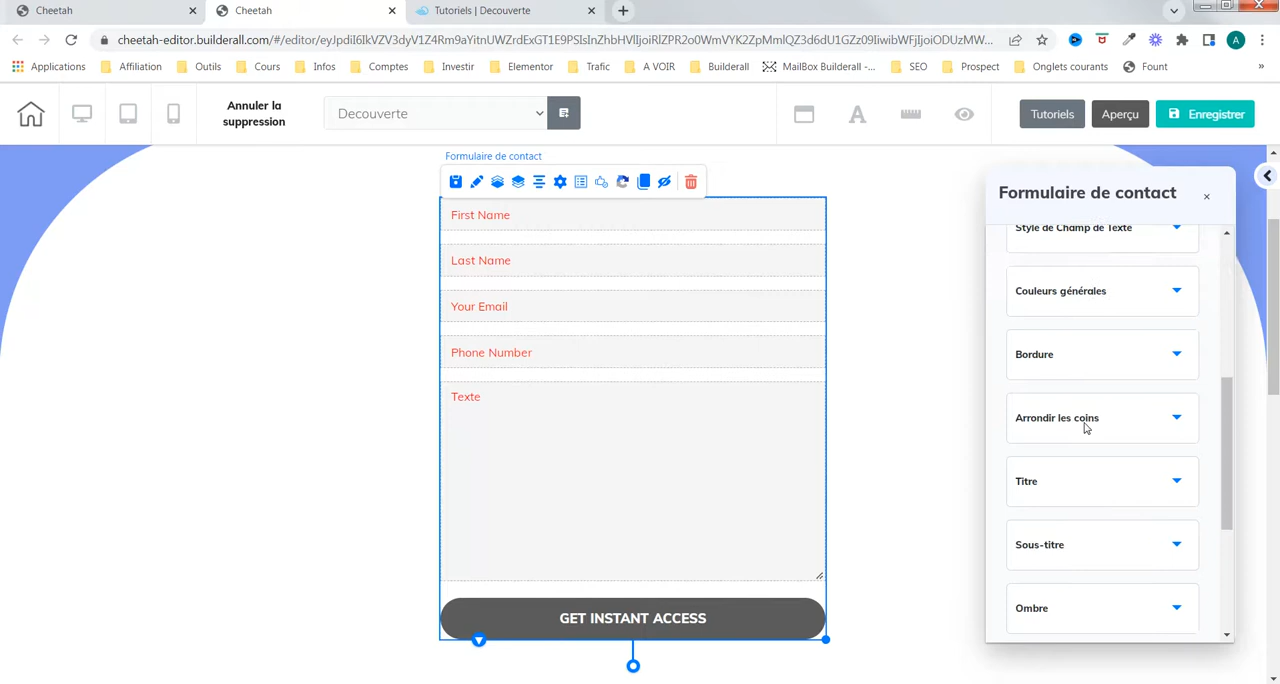 Cheetah
Cheetah
Tutoriels | Decouverte
cheetah-editor.builderall.com/#/editor/eyJpdiI6IkVZV3dyV1Z4Rm9aYitnUWZrdExGT1E9PSIsInZhbHVlIjoiRlZPR2o0WmVYK2ZpMmlQZ3d6dU1GZz09IiwibWFjIjoiODUzMW...
Applications
Affiliation
Outils
Cours
Infos
Comptes
Investir
Elementor
Trafic
A VOIR
Builderall
MailBox Builderall -...
SEO
Prospect
Onglets courants
Fount
»
Annuler la
suppression
Decouverte
Tutoriels
Aperçu
Enregistrer
Formulaire de contact
First Name
Last Name
Your Email
Phone Number
Texte
GET INSTANT ACCESS
Formulaire de contact
Style de Champ de Texte
Couleurs générales
Bordure
Arrondir les coins
Titre
Sous-titre
Ombre